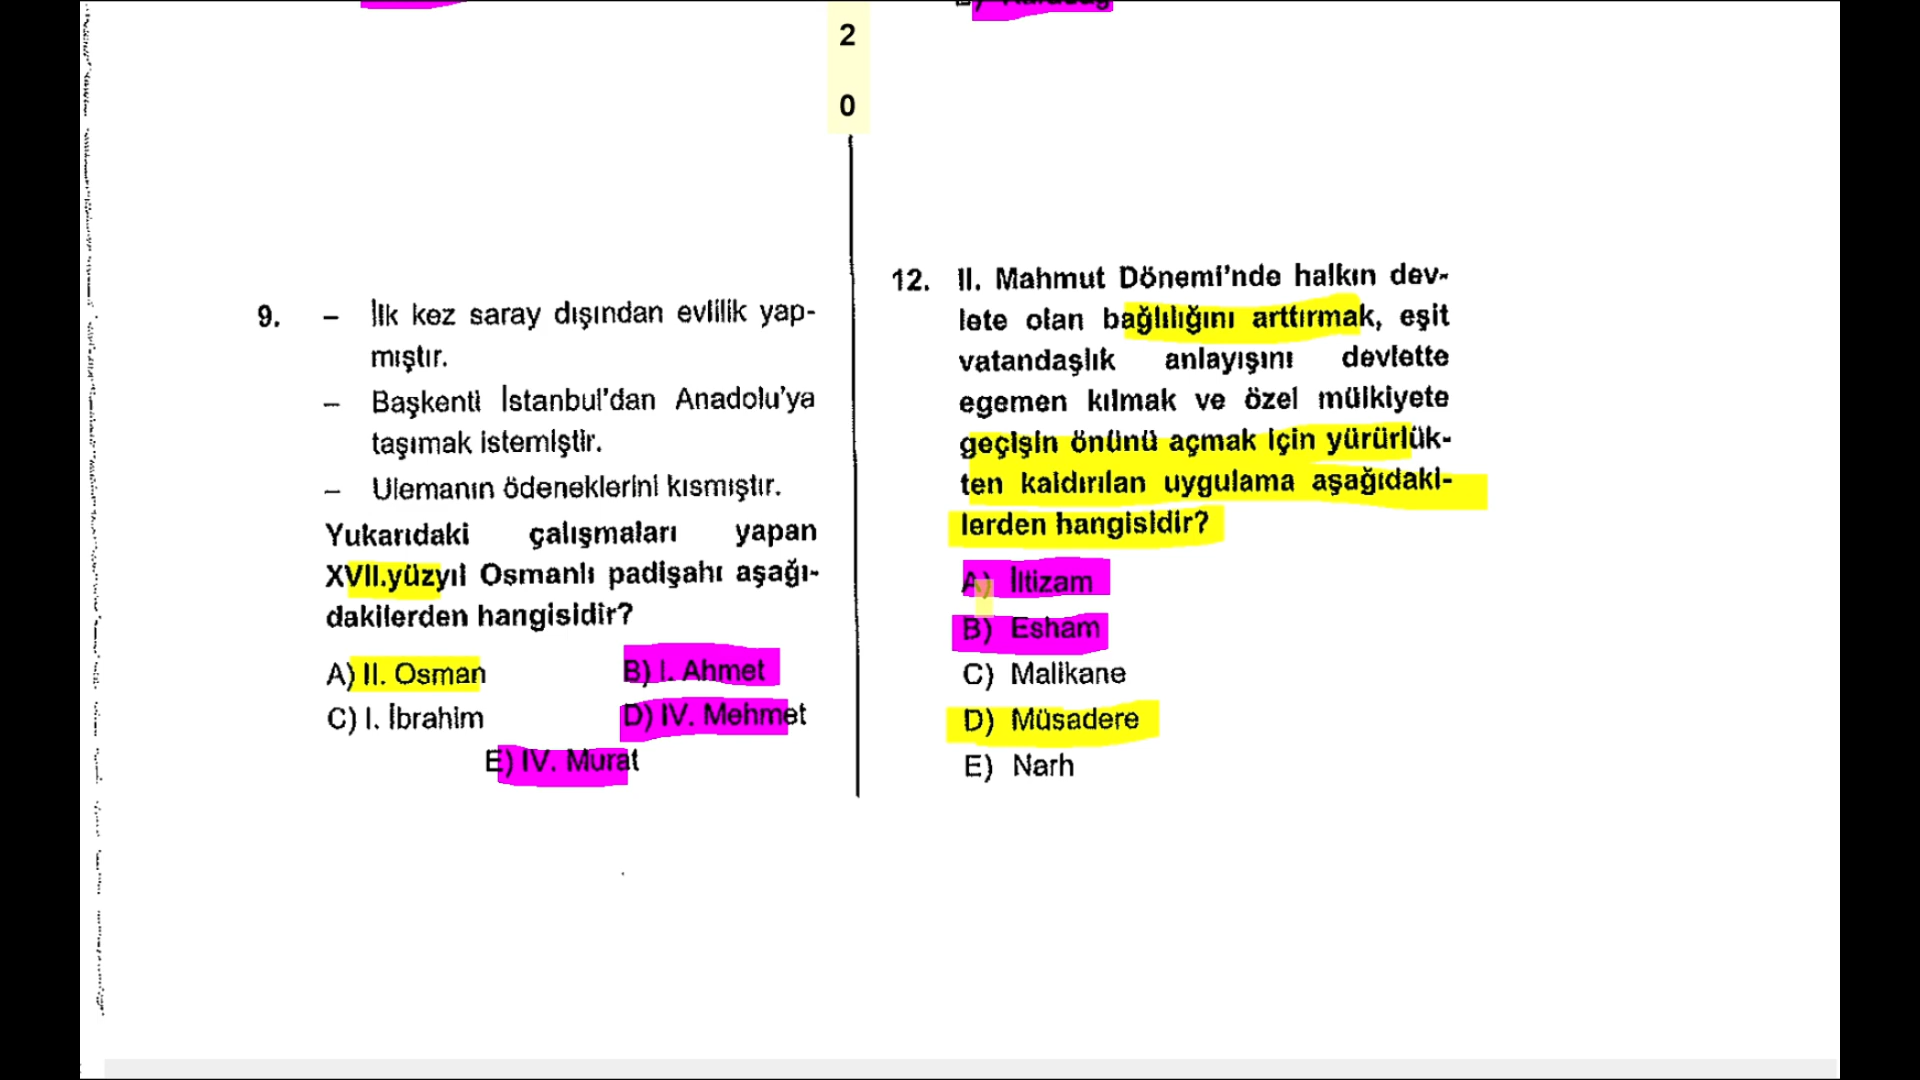 2
0
9. – İlk kez saray dışından evlilik yap-
mıştır.
– Başkenti İstanbul'dan Anadolu'ya
taşımak istemiştir.
– Ulemanın ödeneklerini kısmıştır.
Yukarıdaki çalışmaları yapan
XVII.yüzyıl Osmanlı padişahı aşağı-
dakilerden hangisidir?
A) II. Osman B) I. Ahmet
C) I. İbrahim D) IV. Mehmet
E) IV. Murat
12. II. Mahmut Dönemi'nde halkın dev-
lete olan bağlılığını arttırmak, eşit
vatandaşlık anlayışını devlette
egemen kılmak ve özel mülkiyete
geçişin önünü açmak için yürürlük-
ten kaldırılan uygulama aşağıdaki-
lerden hangisidir?
A) İltizam
B) Esham
C) Malikane
D) Müsadere
E) Narh